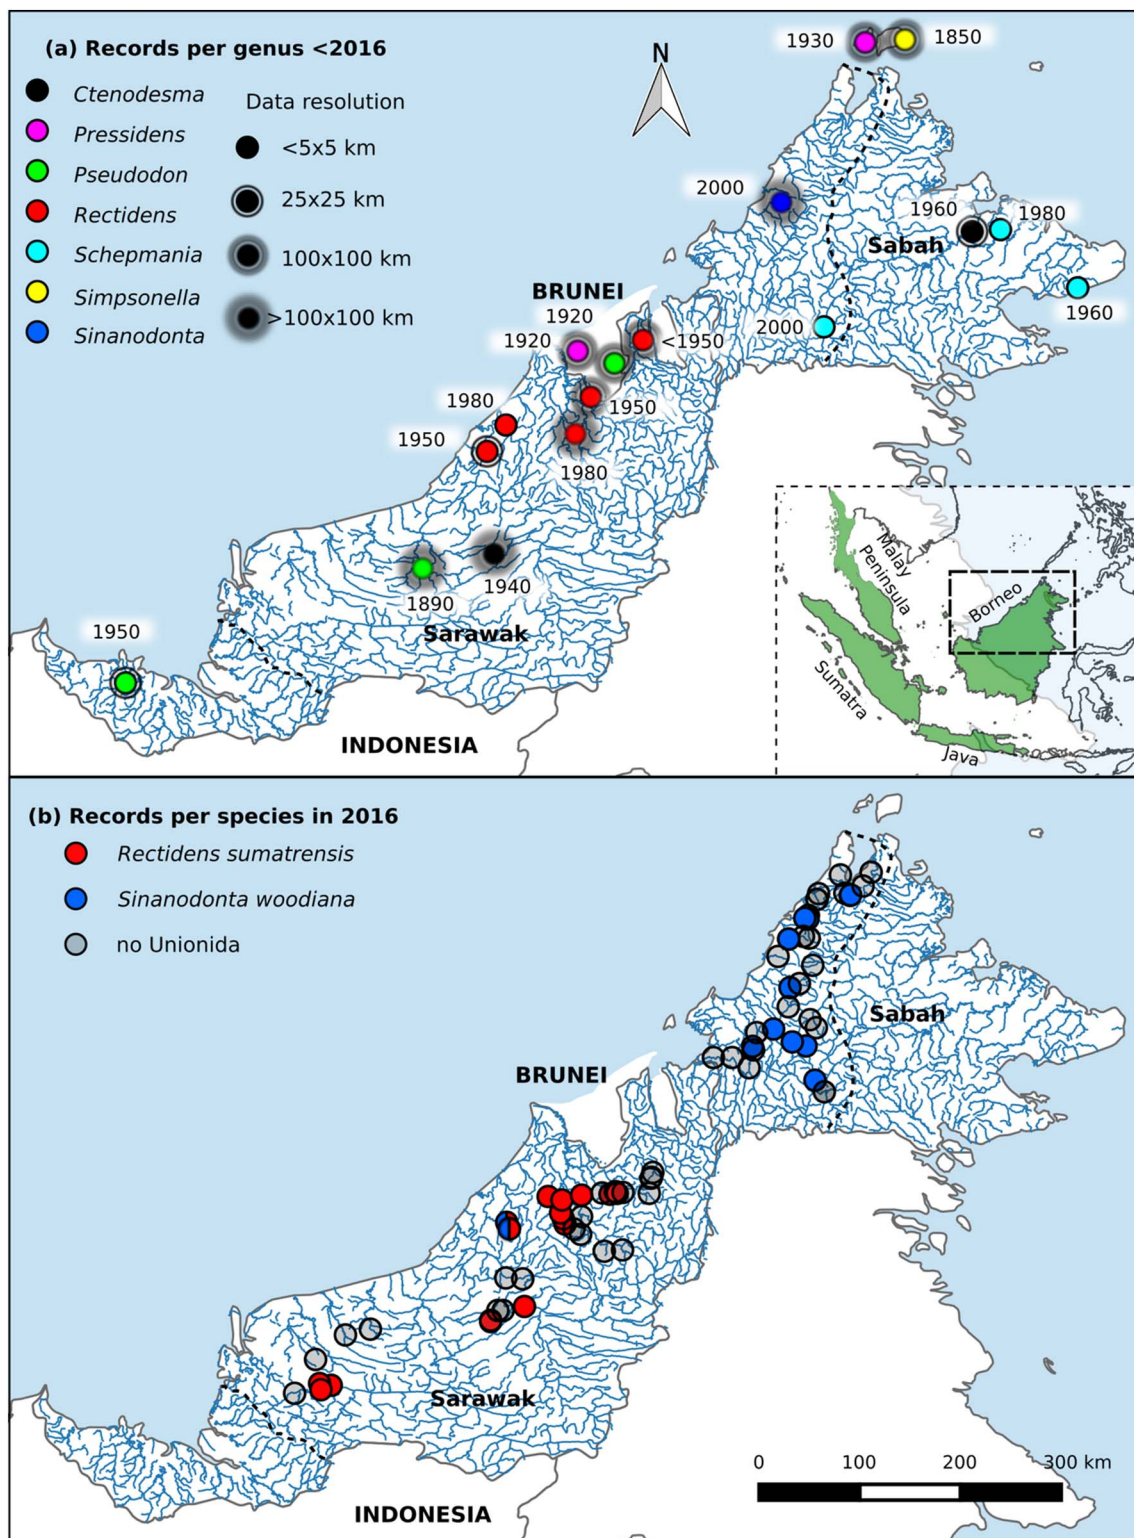 (a) Records per genus <2016
Ctenodesma
Pressidens
Pseudodon
Rectidens
Schepmania
Simpsonella
Sinanodonta
Data resolution
<5x5 km
25x25 km
100x100 km
>100x100 km
N
1930
1850
2000
1960
1980
Sabah
1960
2000
BRUNEI
1920
1920
<1950
1950
1980
1980
1950
1890
1940
Sarawak
1950
INDONESIA
Malay
Peninsula
Borneo
Sumatra
Java
(b) Records per species in 2016
Rectidens sumatrensis
Sinanodonta woodiana
no Unionida
Sabah
BRUNEI
Sarawak
INDONESIA
0 100 200 300 km